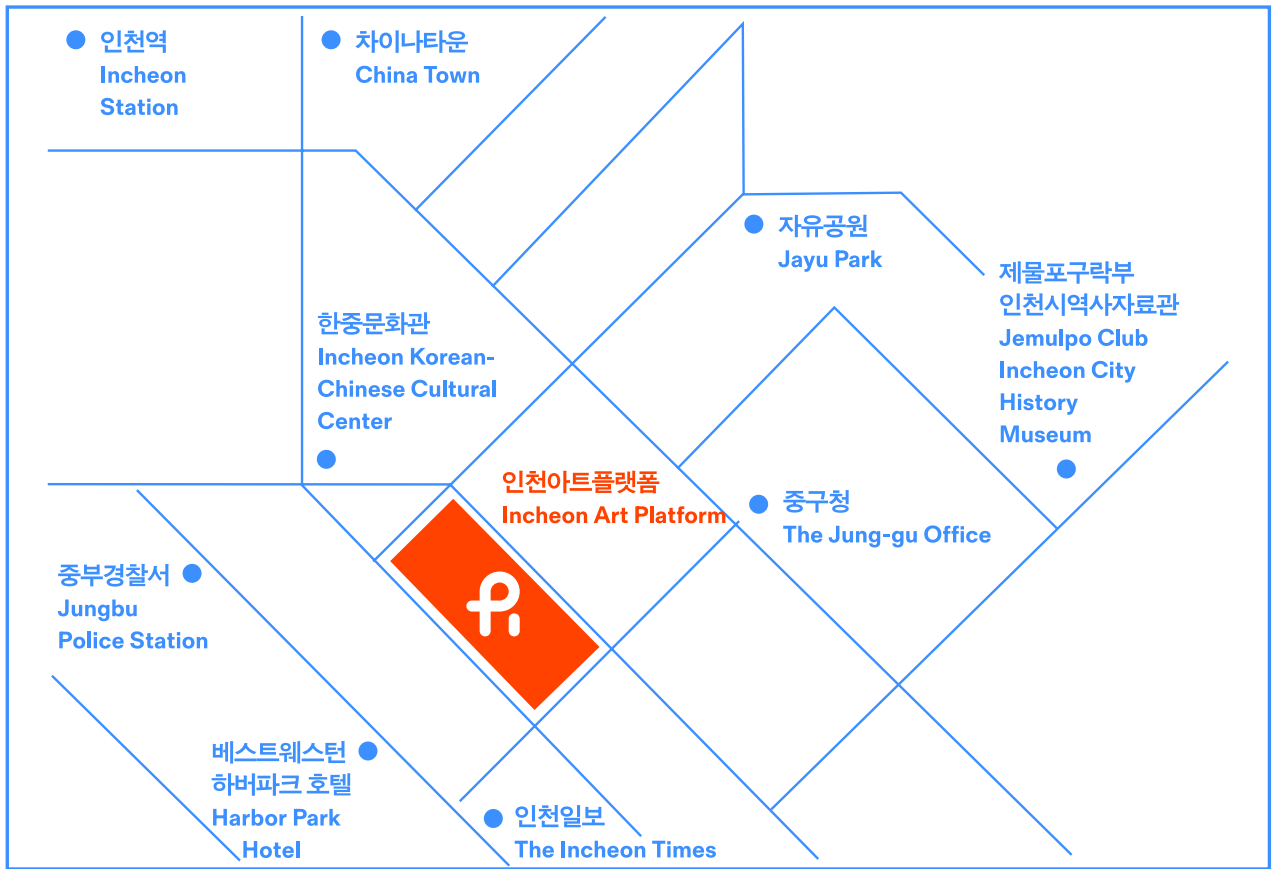 인천역
Incheon
Station
차이나타운
China Town
자유공원
Jayu Park
제물포구락부
인천시역사자료관
Jemulpo Club
Incheon City
History
Museum
한중문화관
Incheon Korean-
Chinese Cultural
Center
인천아트플랫폼
Incheon Art Platform
중구청
The Jung-gu Office
중부경찰서
Jungbu
Police Station
베스트웨스턴
하버파크 호텔
Harbor Park
Hotel
인천일보
The Incheon Times